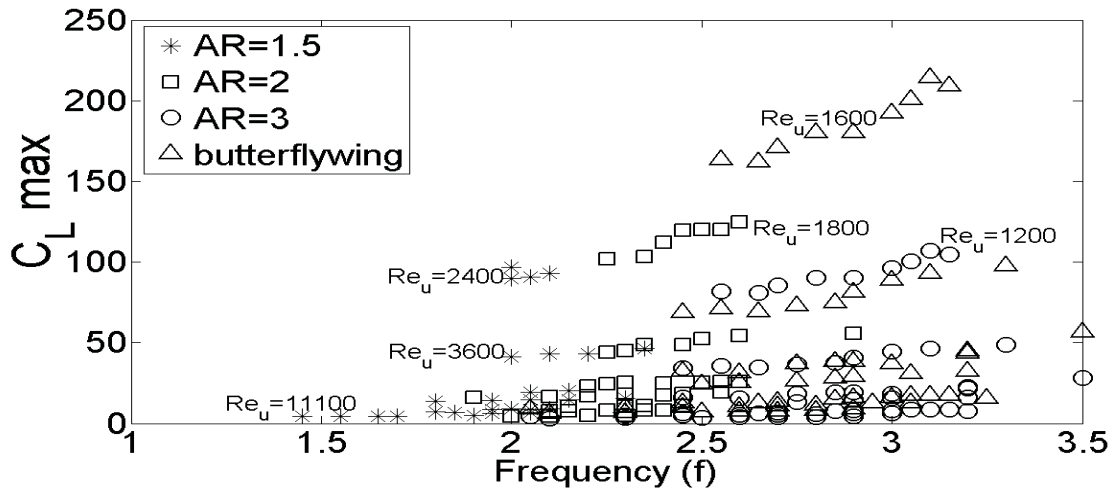 250
200
150
100
50
0
C_L max
AR=1.5
AR=2
AR=3
butterflywing
Re_u=1600
Re_u=1800
Re_u=1200
Re_u=2400
Re_u=3600
Re_u=11100
1 1.5 2 2.5 3 3.5
Frequency (f)